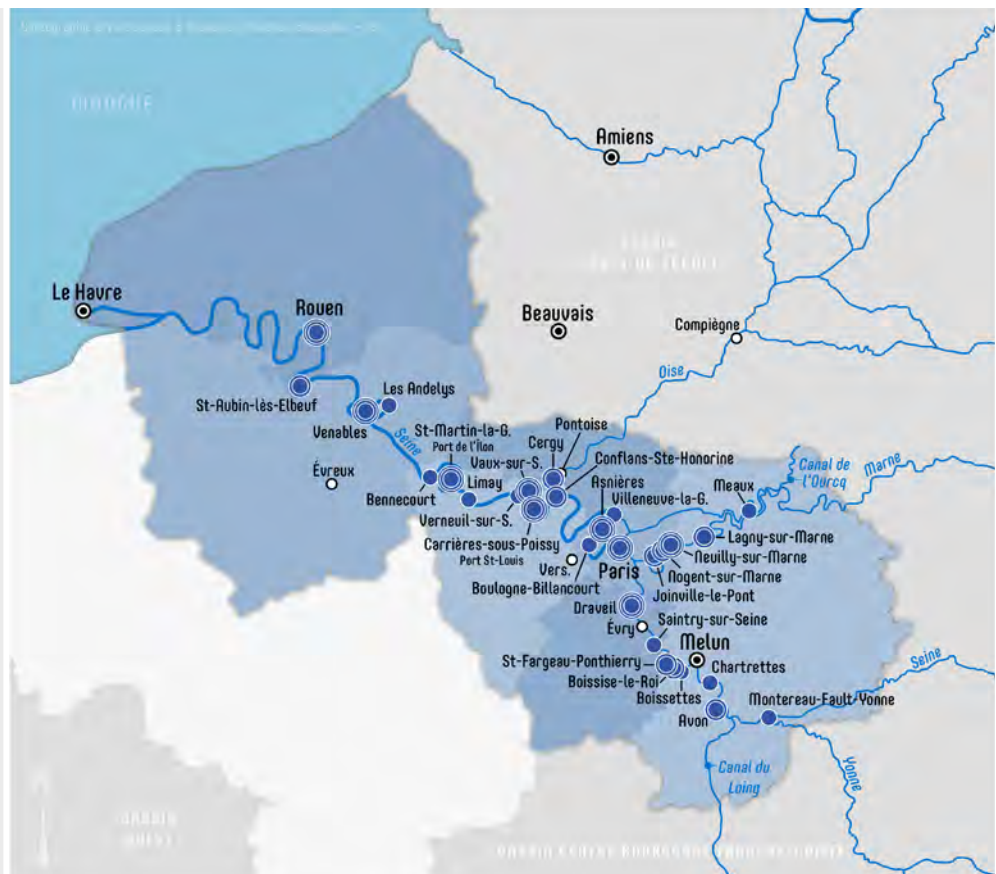 Amiens
Le Havre
Rouen
Beauvais
Compiègne
Oise
St-Aubin-lès-Elbeuf
Les Andelys
Venables
Seine
St-Martin-la-G.
Port de l'Îlon
Pontoise
Cergy
Évreux
Vaux-sur-S.
Conflans-Ste-Honorine
Limay
Asnières
Canal de
l'Ourcq
Marne
Bennecourt
Villeneuve-la-G.
Meaux
Verneuil-sur-S.
Carrières-sous-Poissy
Port St-Louis
Lagny-sur-Marne
Vers.
Paris
Neuilly-sur-Marne
Boulogne-Billancourt
Nogent-sur-Marne
Joinville-le-Pont
Draveil
Évry
Saintry-sur-Seine
Melun
St-Fargeau-Ponthierry
Chartrettes
Seine
Boissise-le-Roi
Boissettes
Montereau-Fault-Yonne
Avon
Canal du
Loing
Yonne